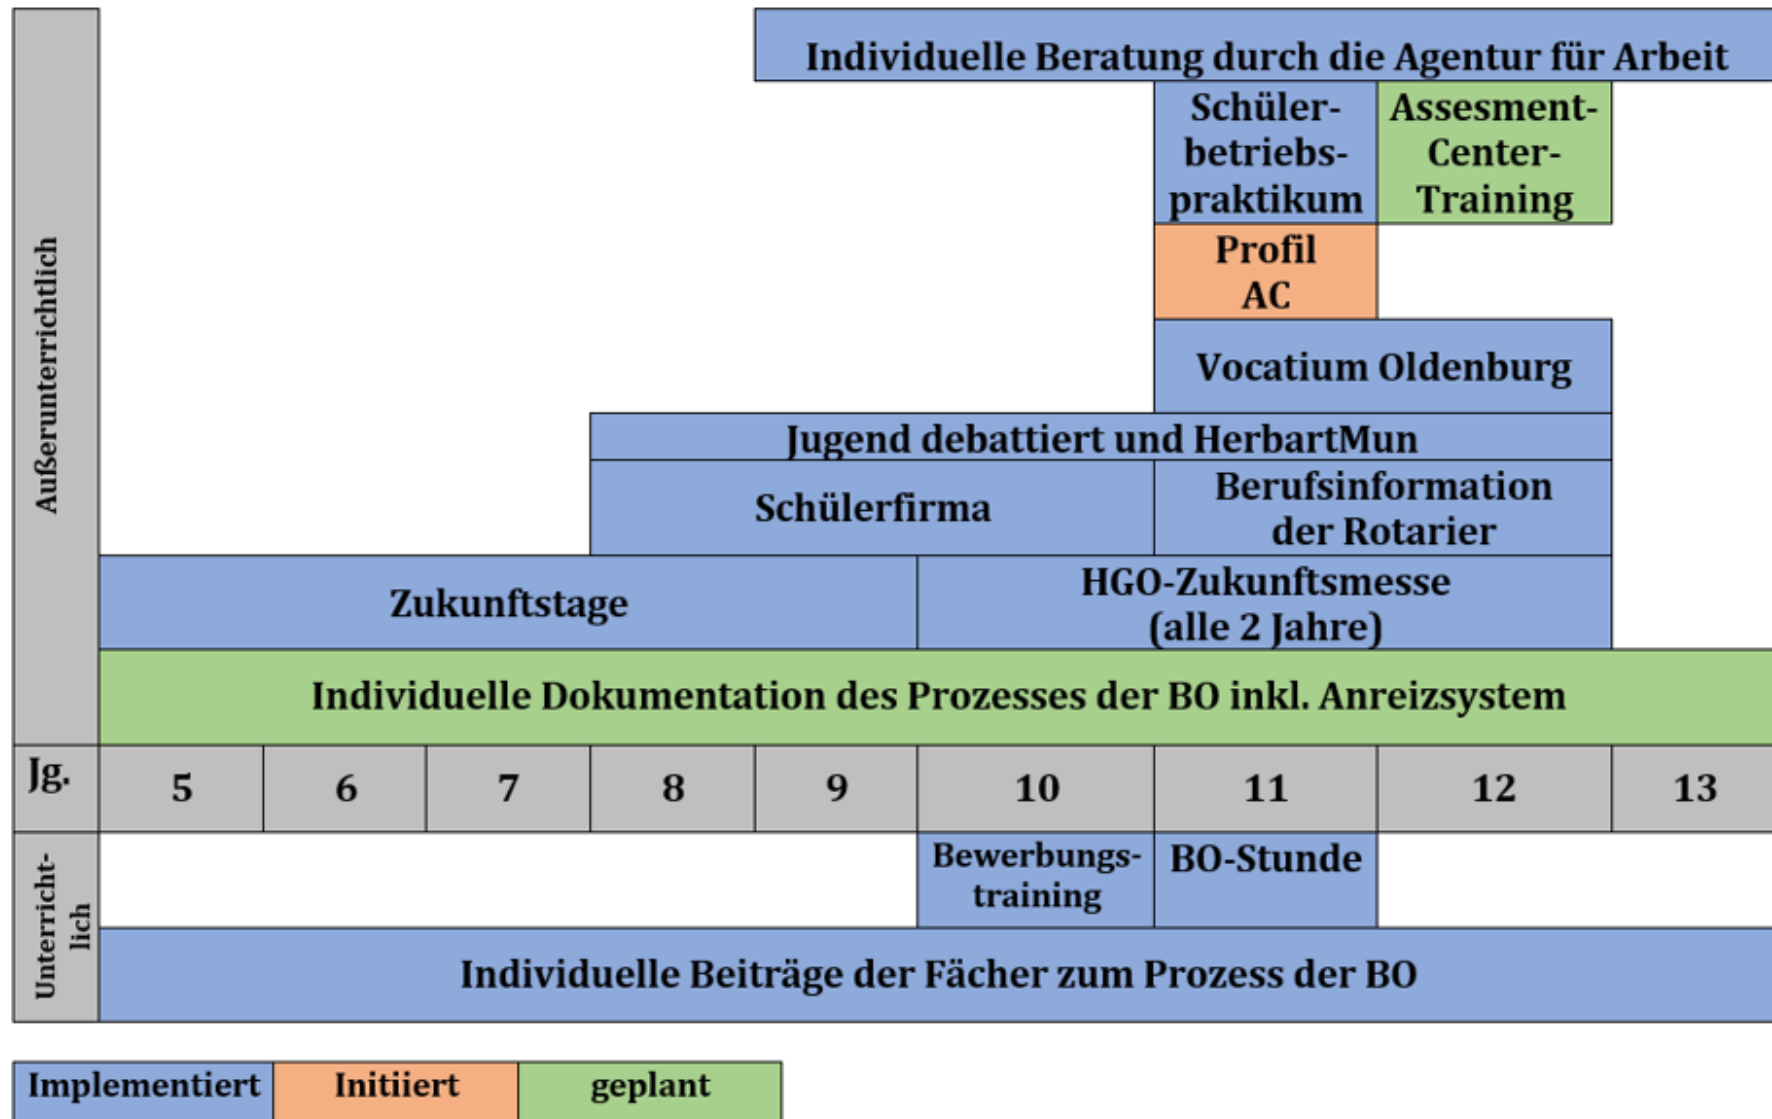 Außerunterrichtlich
Individuelle Beratung durch die Agentur für Arbeit
Schüler-
betriebs-
praktikum
Assesment-
Center-
Training
Profil
AC
Vocatium Oldenburg
Jugend debattiert und HerbartMun
Schülerfirma
Berufsinformation
der Rotarier
Zukunftstage
HGO-Zukunftsmesse
(alle 2 Jahre)
Individuelle Dokumentation des Prozesses der BO inkl. Anreizsystem
Jg. 5 6 7 8 9 10 11 12 13
Unterricht-
lich
Bewerbungs-
training
BO-Stunde
Individuelle Beiträge der Fächer zum Prozess der BO
Implementiert Initiiert geplant